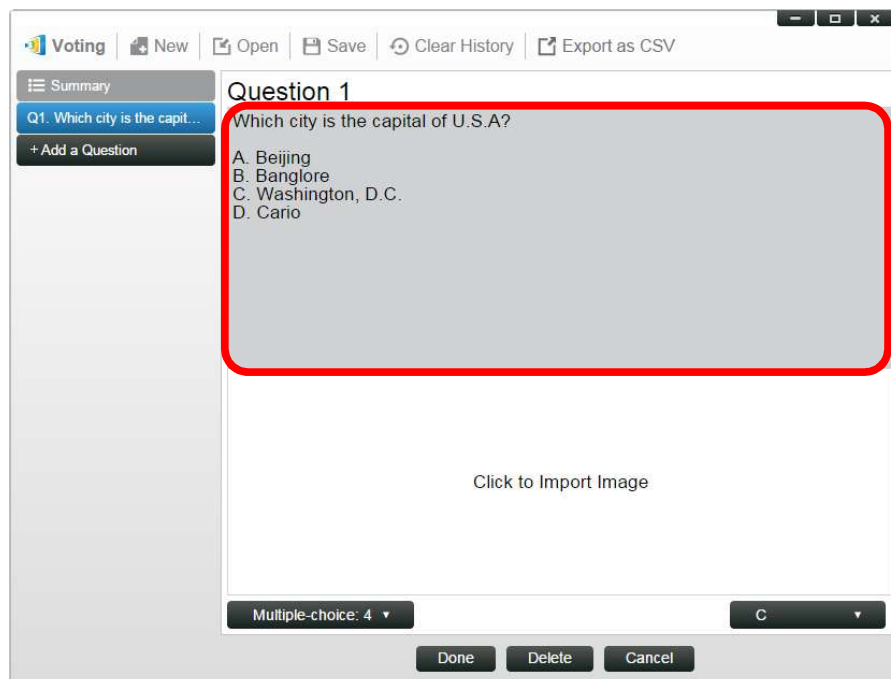 Voting
New
Open
Save
Clear History
Export as CSV
Summary
Q1. Which city is the capit...
+ Add a Question
Question 1
Which city is the capital of U.S.A?
A. Beijing
B. Banglore
C. Washington, D.C.
D. Cario
Click to Import Image
Multiple-choice: 4
C
Done
Delete
Cancel